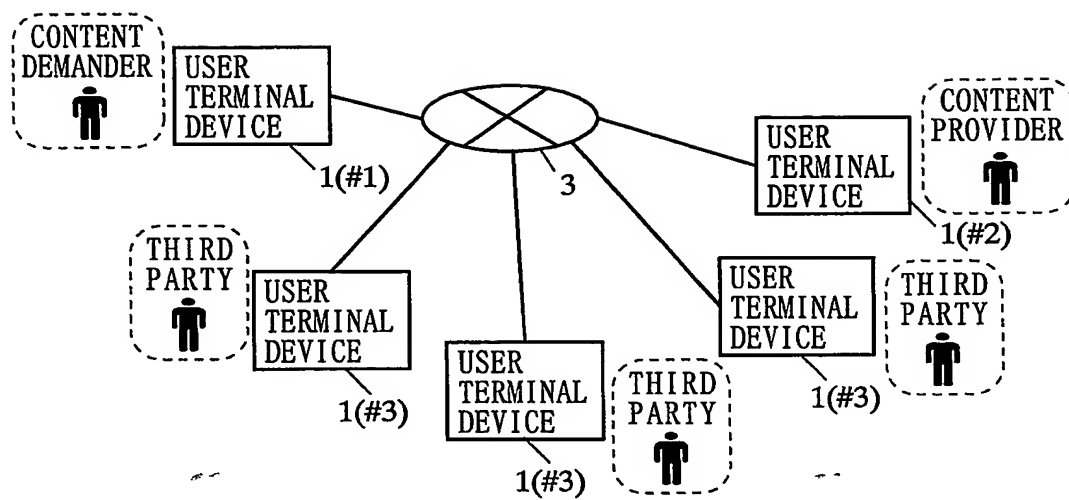 CONTENT
DEMANDER
USER
TERMINAL
DEVICE
1(#1)
3
USER
TERMINAL
DEVICE
1(#2)
CONTENT
PROVIDER
THIRD
PARTY
USER
TERMINAL
DEVICE
1(#3)
USER
TERMINAL
DEVICE
1(#3)
THIRD
PARTY
USER
TERMINAL
DEVICE
1(#3)
THIRD
PARTY